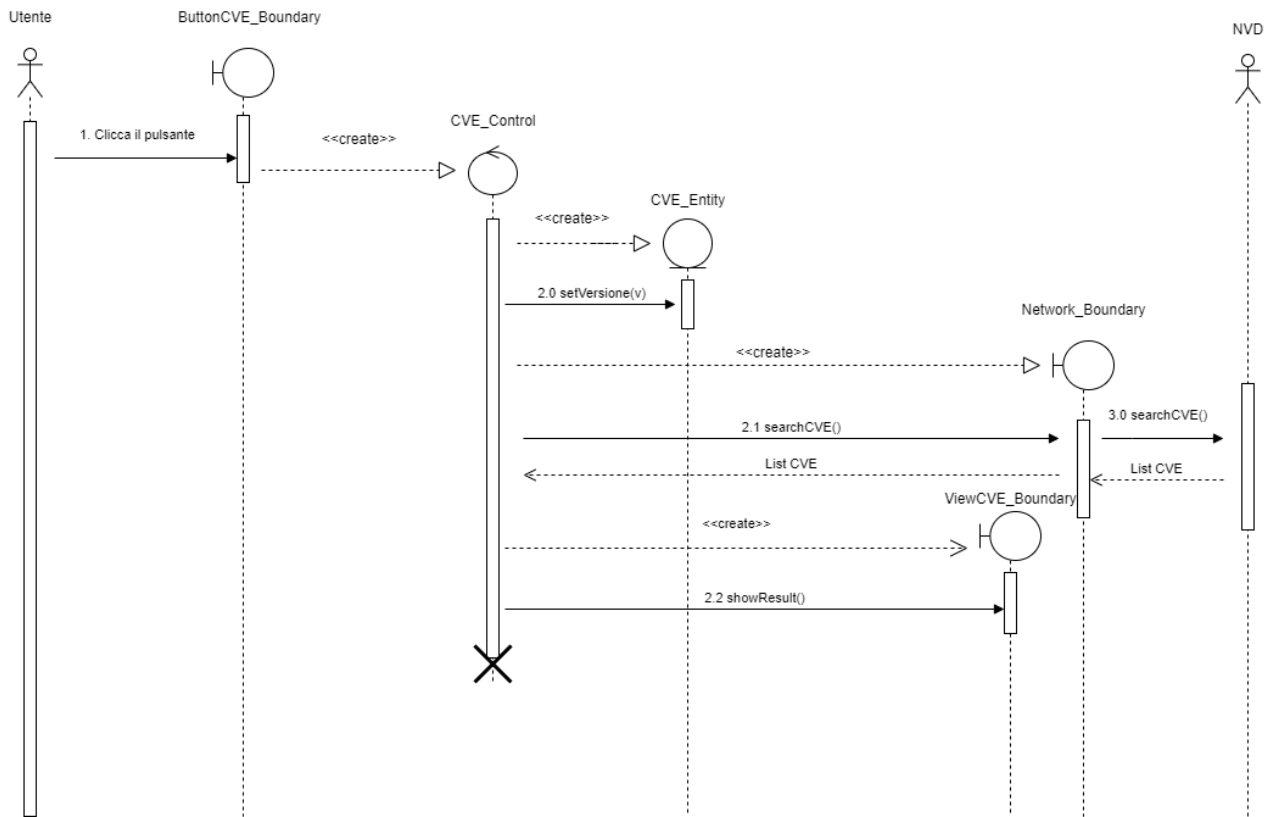 Utente
ButtonCVE_Boundary
NVD
1. Clicca il pulsante
<<create>>
CVE_Control
CVE_Entity
<<create>>
2.0 setVersione(v)
Network_Boundary
<<create>>
2.1 searchCVE()
3.0 searchCVE()
List CVE
List CVE
ViewCVE_Boundary
<<create>>
2.2 showResult()